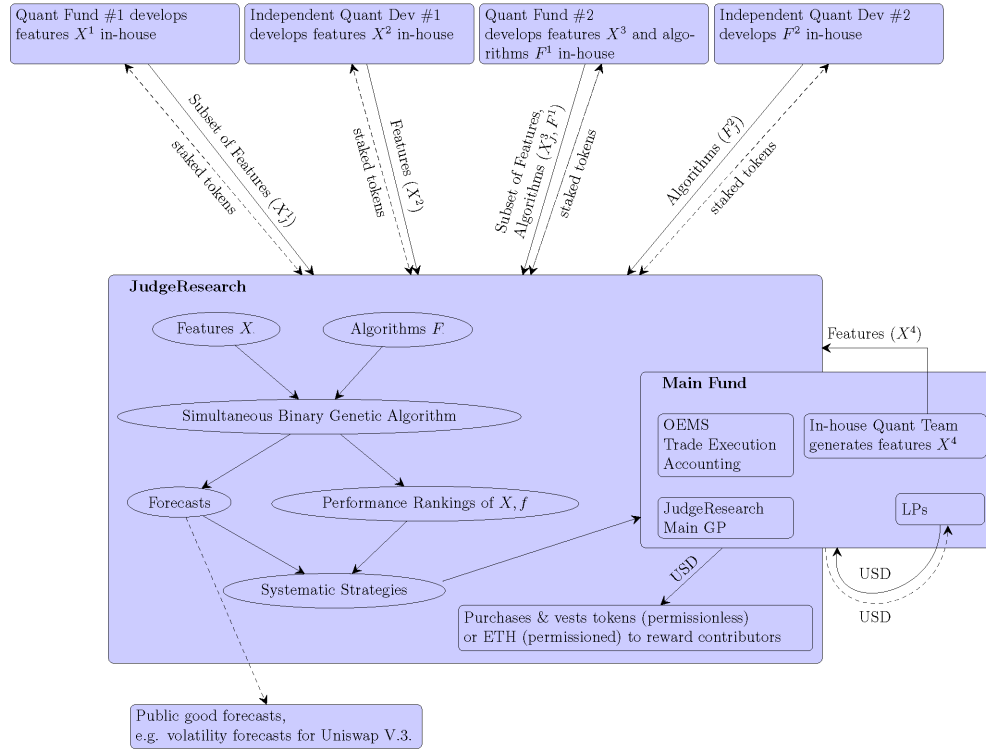 Quant Fund #1 develops
features X¹ in-house
Independent Quant Dev #1
develops features X² in-house
Quant Fund #2
develops features X³ and algo-
rithms F¹ in-house
Independent Quant Dev #2
develops F² in-house
Subset of Features (X¹_J)
staked tokens
Features (X²)
staked tokens
Subset of Features,
Algorithms (X³_J, F¹)
staked tokens
Algorithms (F²_J)
staked tokens
JudgeResearch
Features X.
Algorithms F.
Simultaneous Binary Genetic Algorithm
Forecasts
Performance Rankings of X, f
Systematic Strategies
Features (X⁴)
Main Fund
OEMS
Trade Execution
Accounting
In-house Quant Team
generates features X⁴
JudgeResearch
Main GP
LPs
USD
USD
USD
Purchases & vests tokens (permissionless)
or ETH (permissioned) to reward contributors
Public good forecasts,
e.g. volatility forecasts for Uniswap V.3.